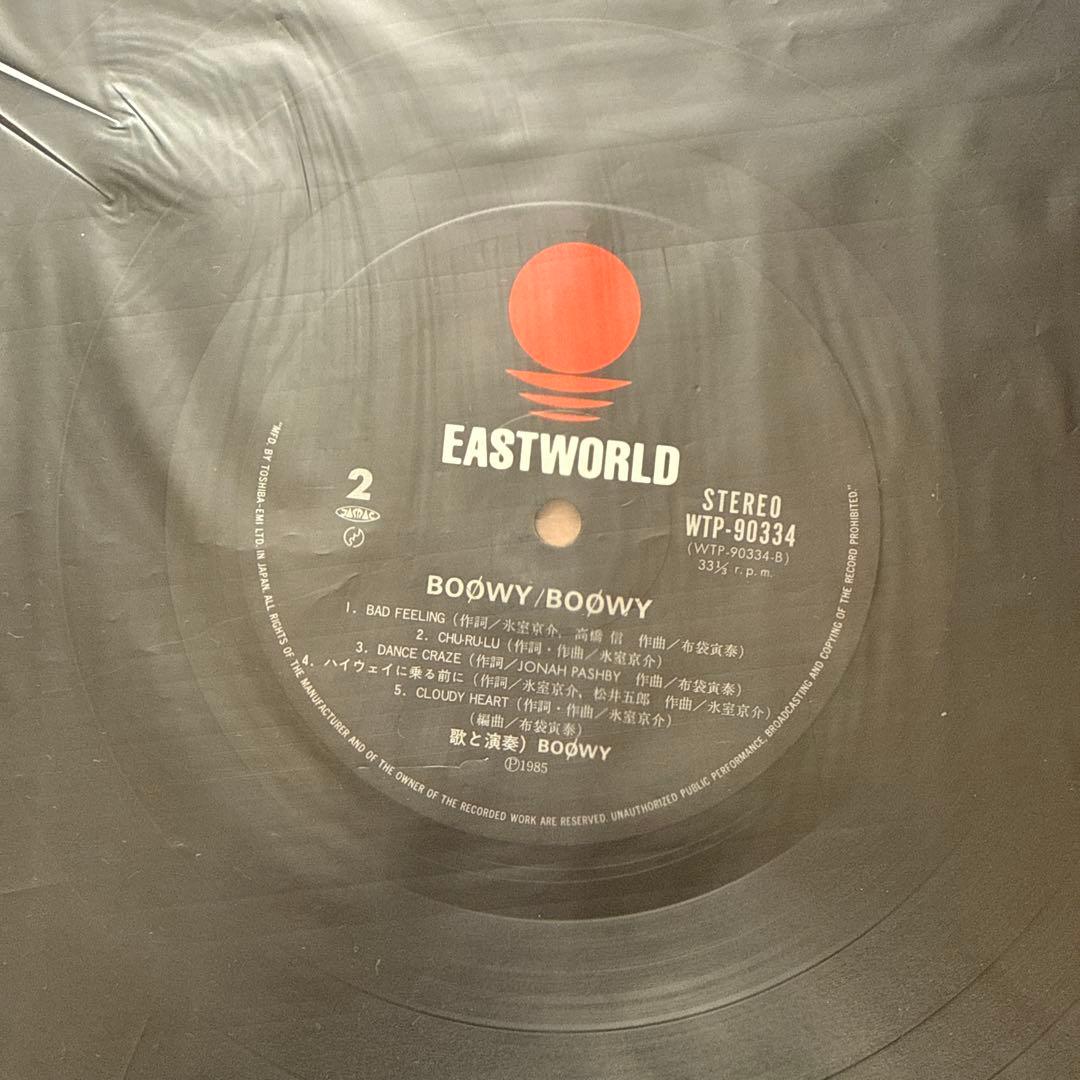 EASTWORLD
2
JASRAC
STEREO
WTP-90334
(WTP-90334-B)
33⅓ r.p.m.
BOØWY/BOØWY
1. BAD FEELING (作詞／氷室京介, 高橋 信 作曲／布袋寅泰)
2. CHU-RU-LU (作詞・作曲／氷室京介)
3. DANCE CRAZE (作詞／JONAH PASHBY 作曲／布袋寅泰)
4. ハイウェイに乗る前に (作詞／氷室京介, 松井五郎 作曲／氷室京介)
5. CLOUDY HEART (作詞・作曲／氷室京介)
(編曲／布袋寅泰)
歌と演奏) BOØWY
Ⓟ1985
"MFD. BY TOSHIBA-EMI LTD. IN JAPAN. ALL RIGHTS OF THE MANUFACTURER AND OF THE OWNER OF THE RECORDED WORK ARE RESERVED. UNAUTHORIZED PUBLIC PERFORMANCE, BROADCASTING AND COPYING OF THE RECORD PROHIBITED."